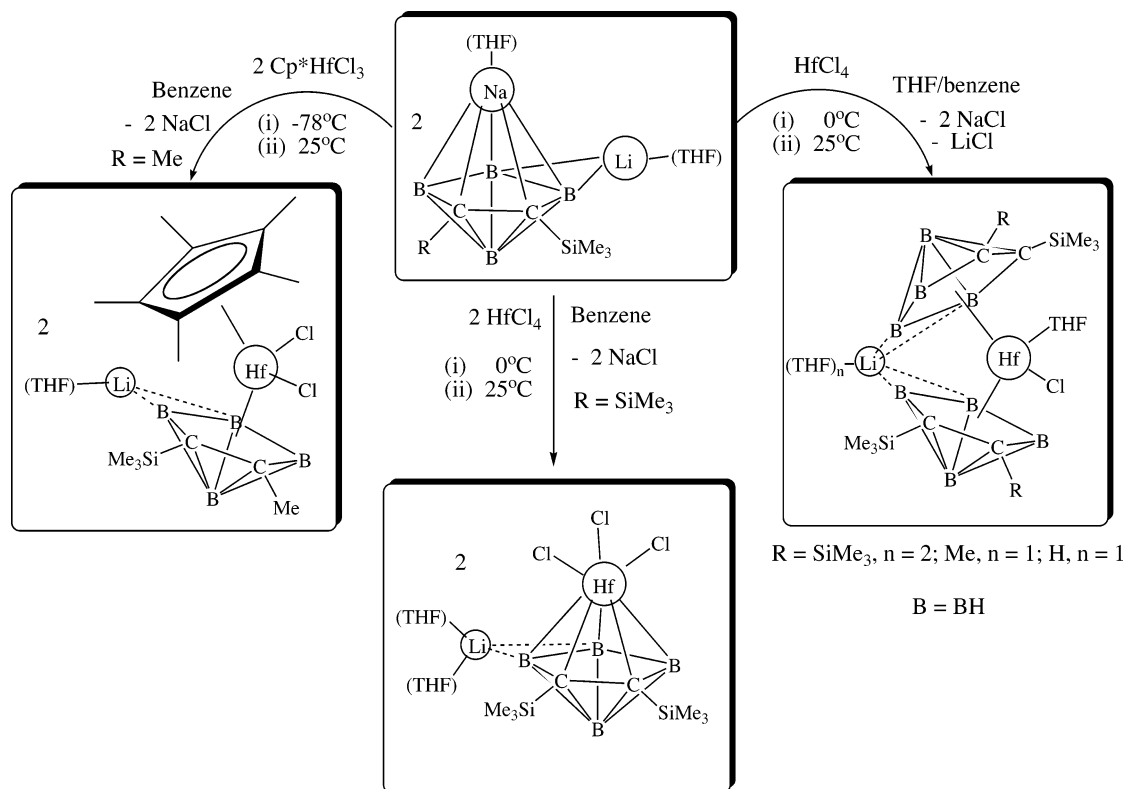 2 Cp*HfCl3
Benzene
- 2 NaCl
(i) -78°C
(ii) 25°C
R = Me
(THF)
Na
2
Li
(THF)
B
B
B
C
C
R
SiMe3
B
HfCl4
THF/benzene
(i) 0°C
- 2 NaCl
(ii) 25°C
- LiCl
2
Cl
Hf
Cl
(THF)
Li
B
B
C
Me3Si
C
B
B
Me
2 HfCl4
Benzene
(i) 0°C
- 2 NaCl
(ii) 25°C
R = SiMe3
R
B
SiMe3
C
C
B
B
B
THF
(THF)n
Li
Hf
Cl
B
B
C
Me3Si
C
B
B
R
R = SiMe3, n = 2; Me, n = 1; H, n = 1
B = BH
2
Cl
Cl
Cl
Hf
(THF)
Li
(THF)
B
B
B
C
C
Me3Si
SiMe3
B